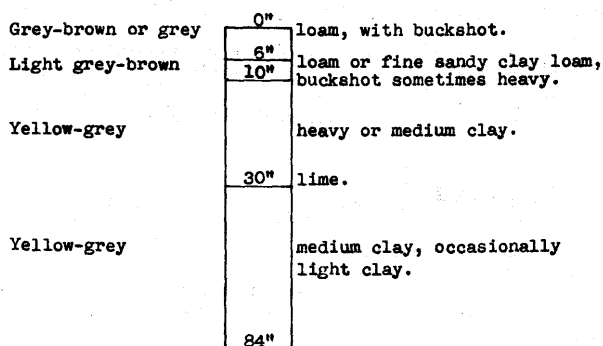 0"
Grey-brown or grey loam, with buckshot.
6"
Light grey-brown loam or fine sandy clay loam,
10" buckshot sometimes heavy.
Yellow-grey heavy or medium clay.
30" lime.
Yellow-grey medium clay, occasionally
light clay.
84"